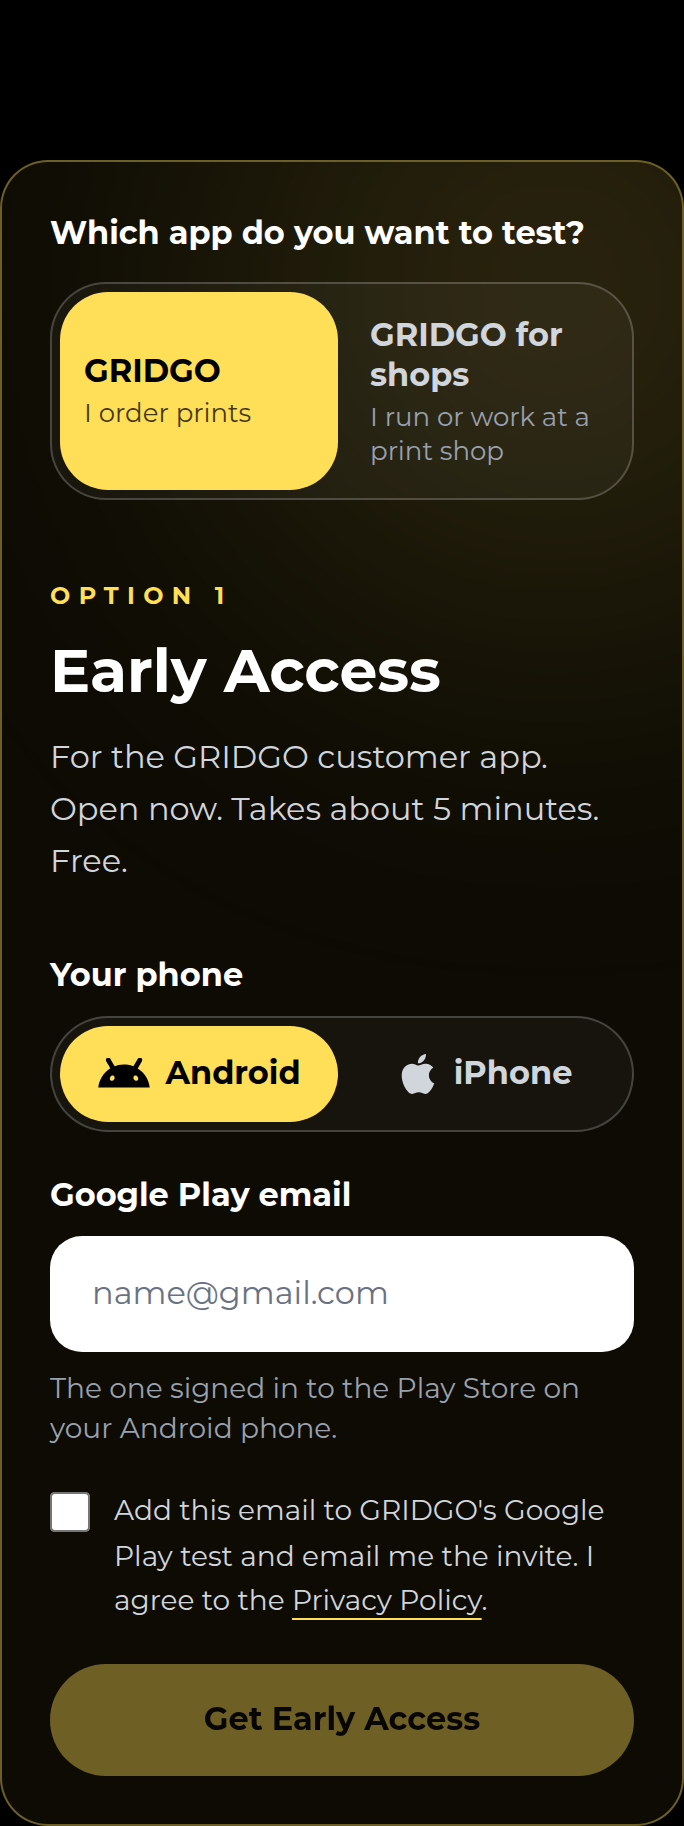 Which app do you want to test?
GRIDGO
I order prints
GRIDGO for
shops
I run or work at a
print shop
OPTION 1
Early Access
For the GRIDGO customer app.
Open now. Takes about 5 minutes.
Free.
Your phone
Android
iPhone
Google Play email
name@gmail.com
The one signed in to the Play Store on
your Android phone.
Add this email to GRIDGO's Google
Play test and email me the invite. I
agree to the Privacy Policy.
Get Early Access